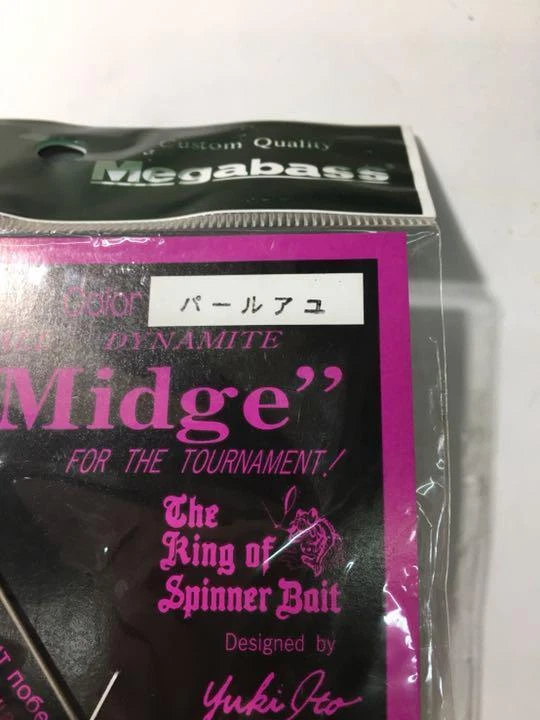 Custom Quality
Megabass
Color パールアユ
DYNAMITE
Midge”
FOR THE TOURNAMENT!
The
King of
Spinner Bait
Designed by
Yuki Ito